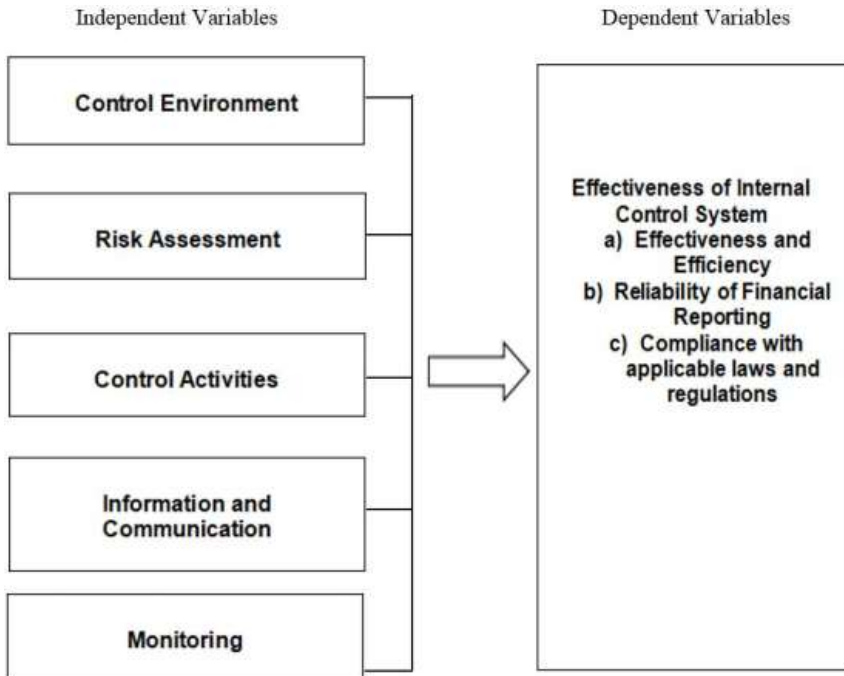 Independent Variables
Dependent Variables
Control Environment
Risk Assessment
Control Activities
Information and
Communication
Monitoring
Effectiveness of Internal
Control System
a) Effectiveness and
Efficiency
b) Reliability of Financial
Reporting
c) Compliance with
applicable laws and
regulations